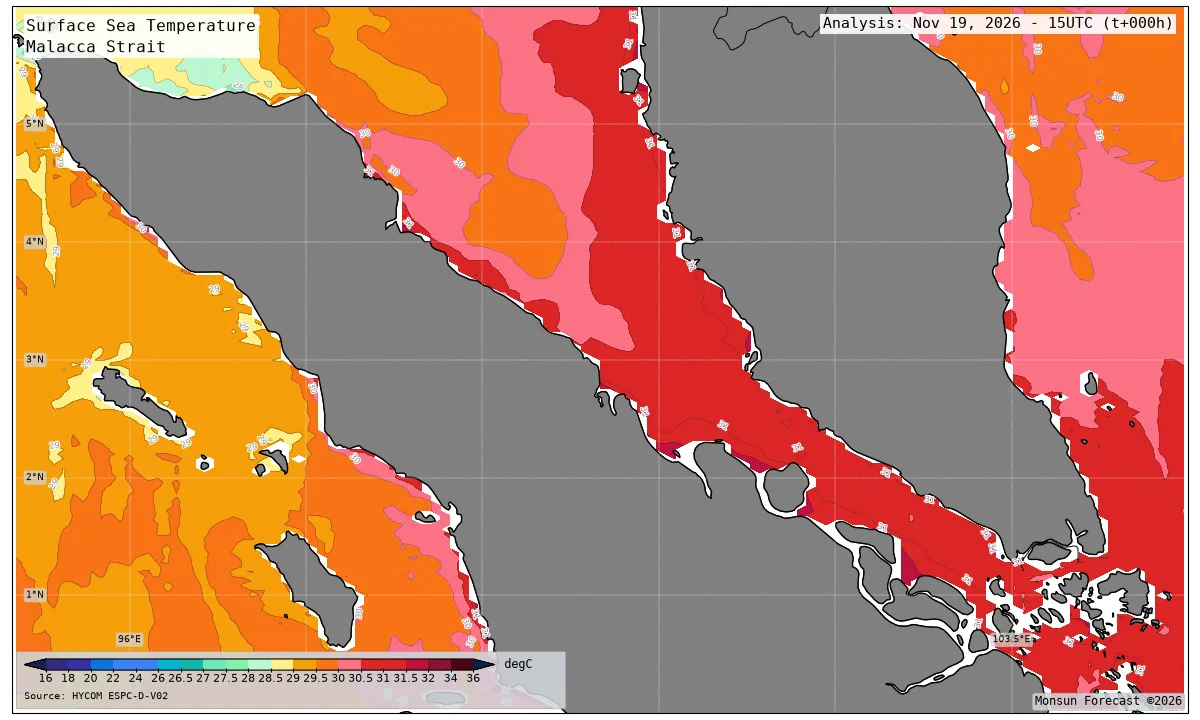 Surface Sea Temperature
Malacca Strait
Analysis: Nov 19, 2026 - 15UTC (t+000h)
5°N
4°N
3°N
2°N
1°N
96°E
103.5°E
degC
16 18 20 22 24 26 26.5 27 27.5 28 28.5 29 29.5 30 30.5 31 31.5 32 34 36
Source: HYCOM ESPC-D-V02
Monsun Forecast ©2026